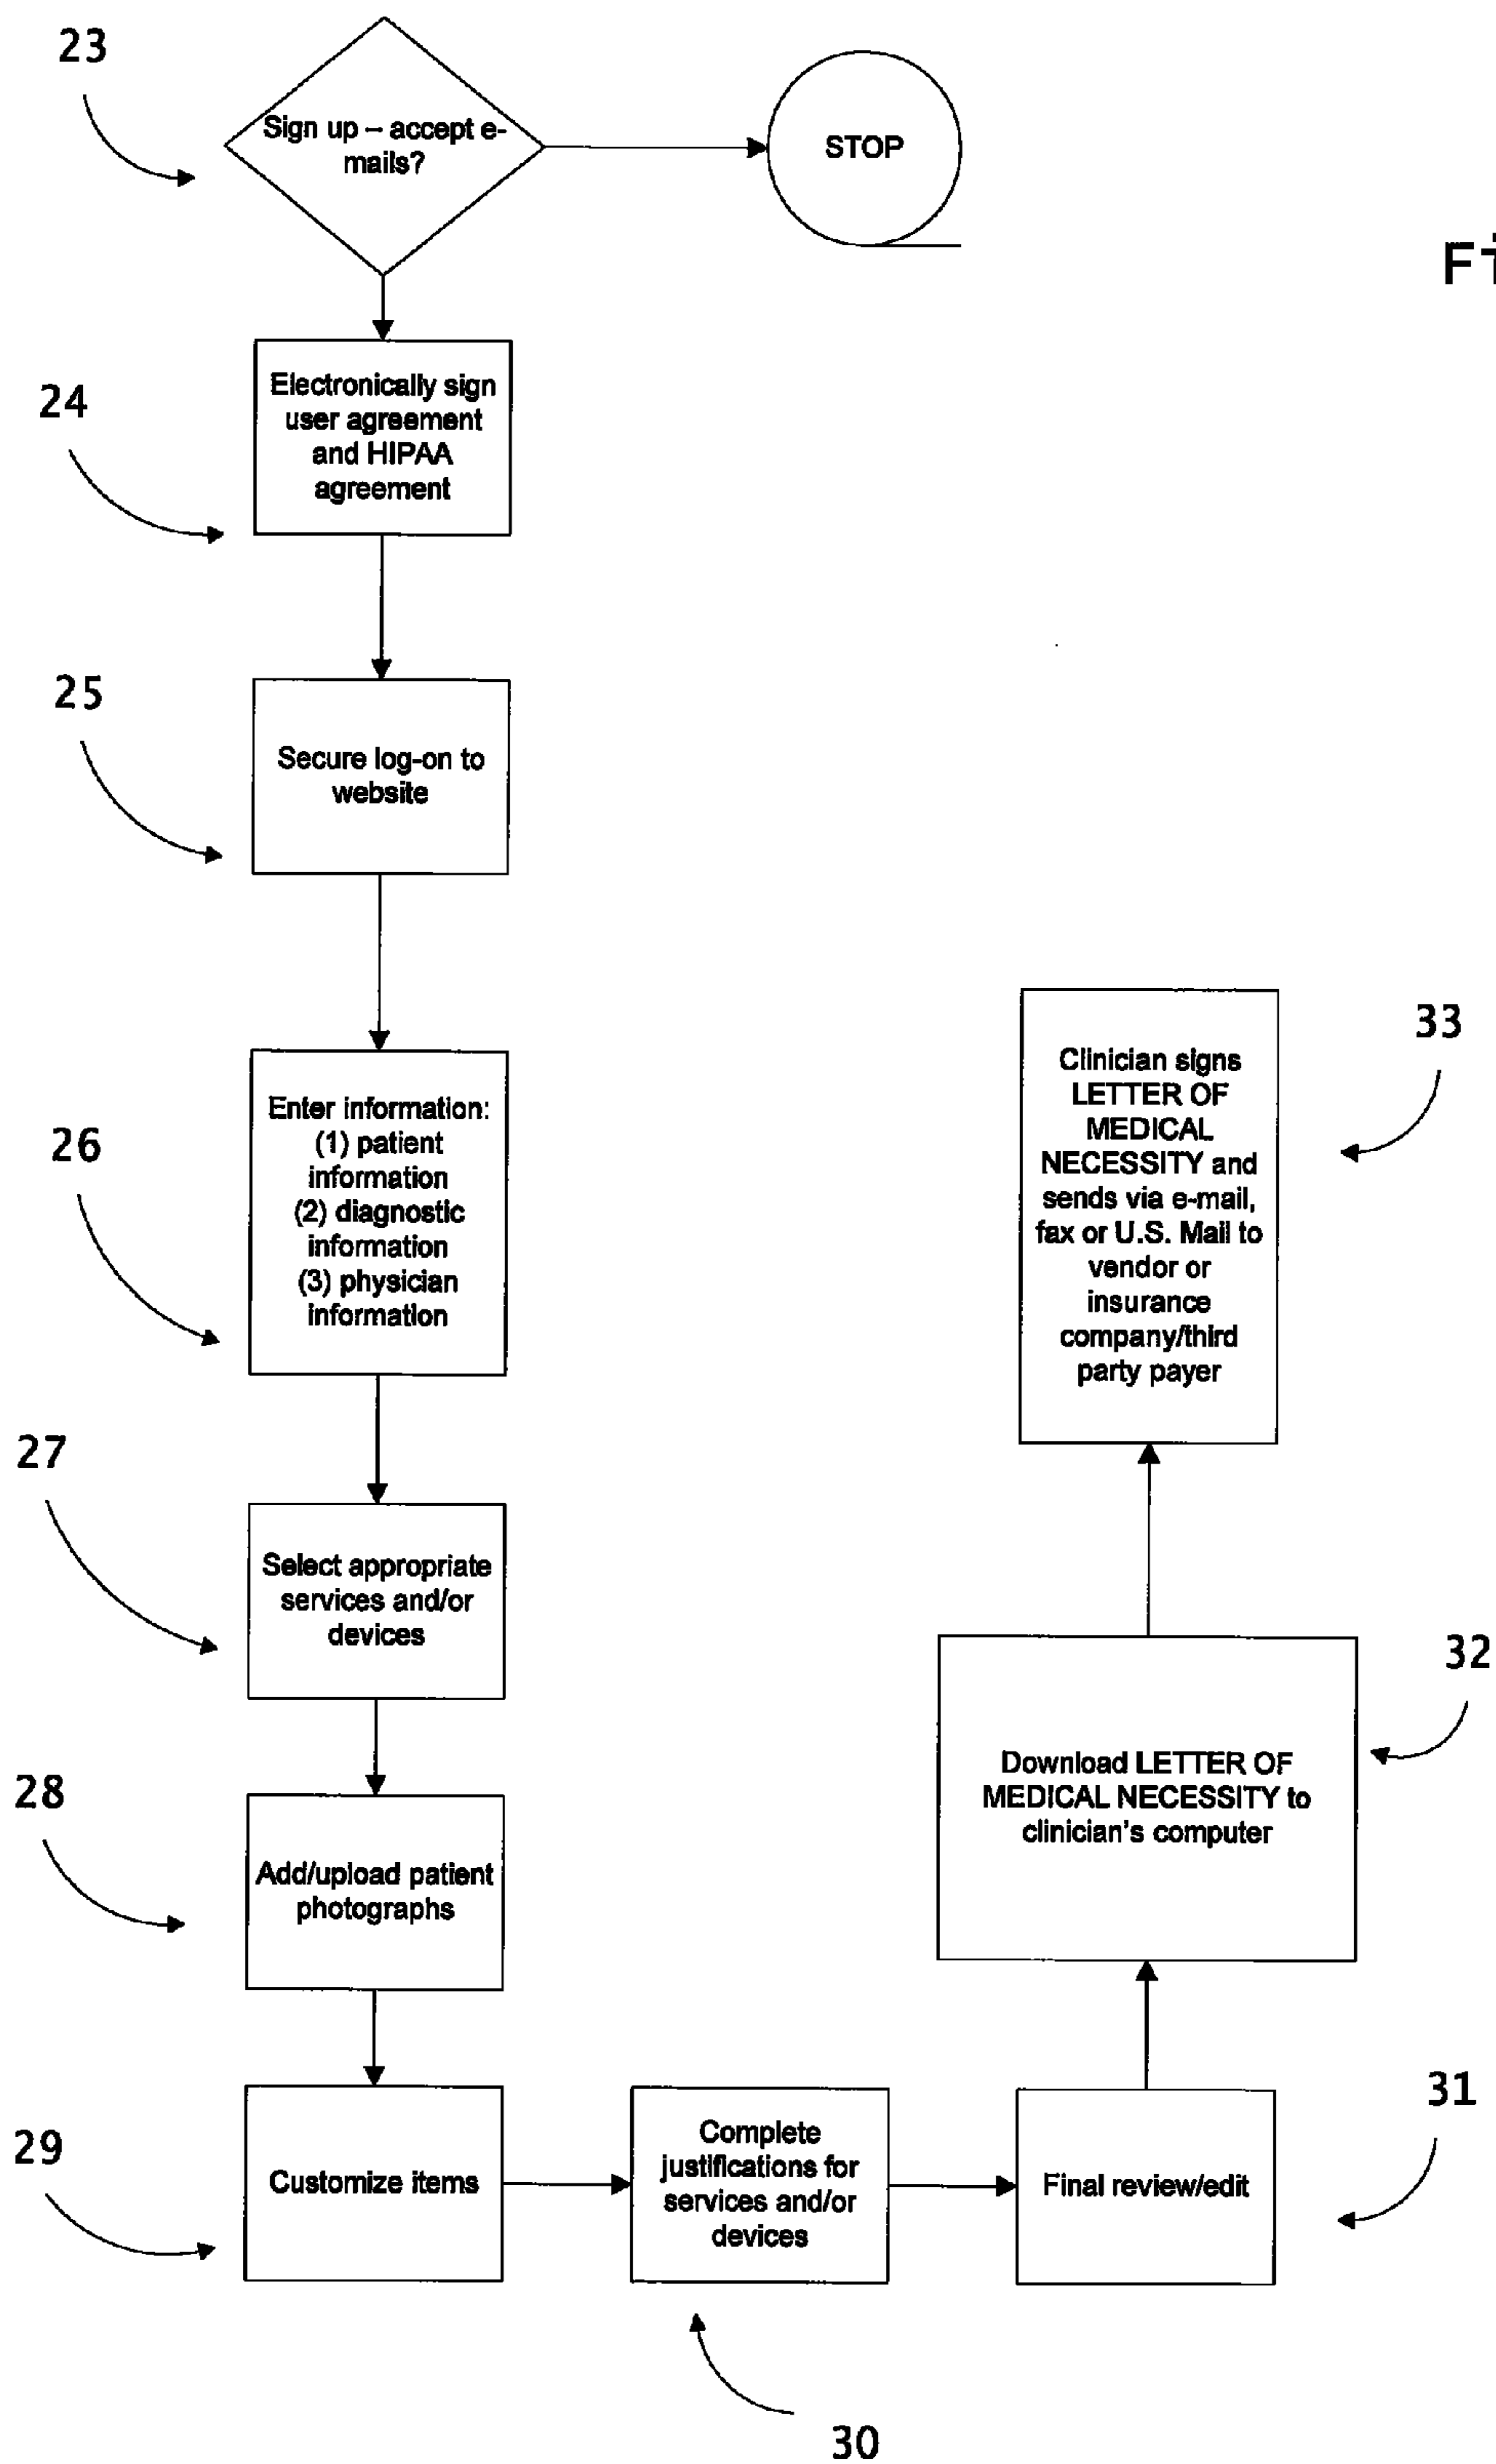 23
Sign up – accept e-
mails?
STOP
24
Electronically sign
user agreement
and HIPAA
agreement
25
Secure log-on to
website
26
Enter information:
(1) patient
information
(2) diagnostic
information
(3) physician
information
27
Select appropriate
services and/or
devices
28
Add/upload patient
photographs
29
Customize items
Complete
justifications for
services and/or
devices
30
Final review/edit
31
Download LETTER OF
MEDICAL NECESSITY to
clinician's computer
32
Clinician signs
LETTER OF
MEDICAL
NECESSITY and
sends via e-mail,
fax or U.S. Mail to
vendor or
insurance
company/third
party payer
33